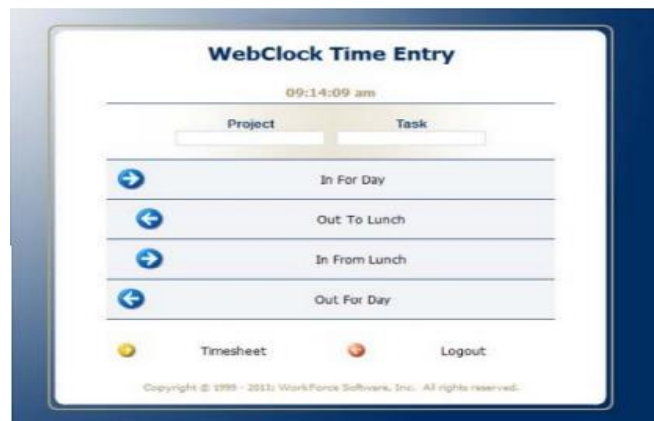 WebClock Time Entry
09:14:09 am
Project Task
In For Day
Out To Lunch
In From Lunch
Out For Day
Timesheet Logout
Copyright © 1999 - 2013; WorkForce Software, Inc. All rights reserved.